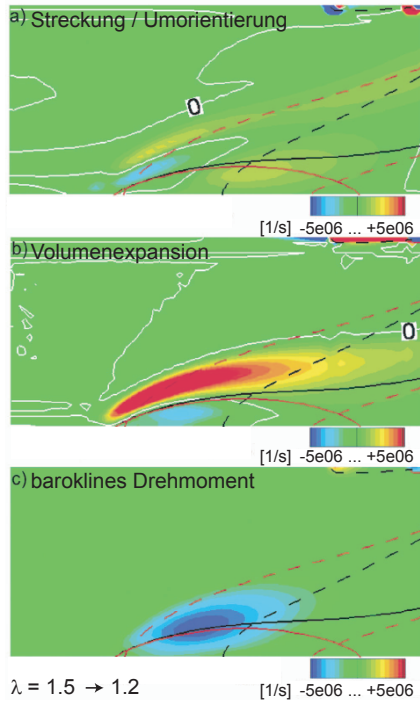 a) Streckung / Umorientierung
0
[1/s] -5e06 ... +5e06
b) Volumenexpansion
0
[1/s] -5e06 ... +5e06
c) baroklines Drehmoment
λ = 1.5 → 1.2
[1/s] -5e06 ... +5e06